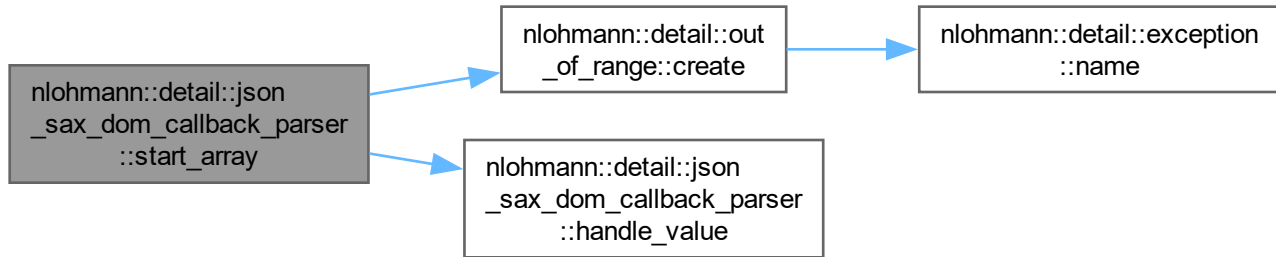 nlohmann::detail::json
_sax_dom_callback_parser
::start_array
nlohmann::detail::out
_of_range::create
nlohmann::detail::exception
::name
nlohmann::detail::json
_sax_dom_callback_parser
::handle_value